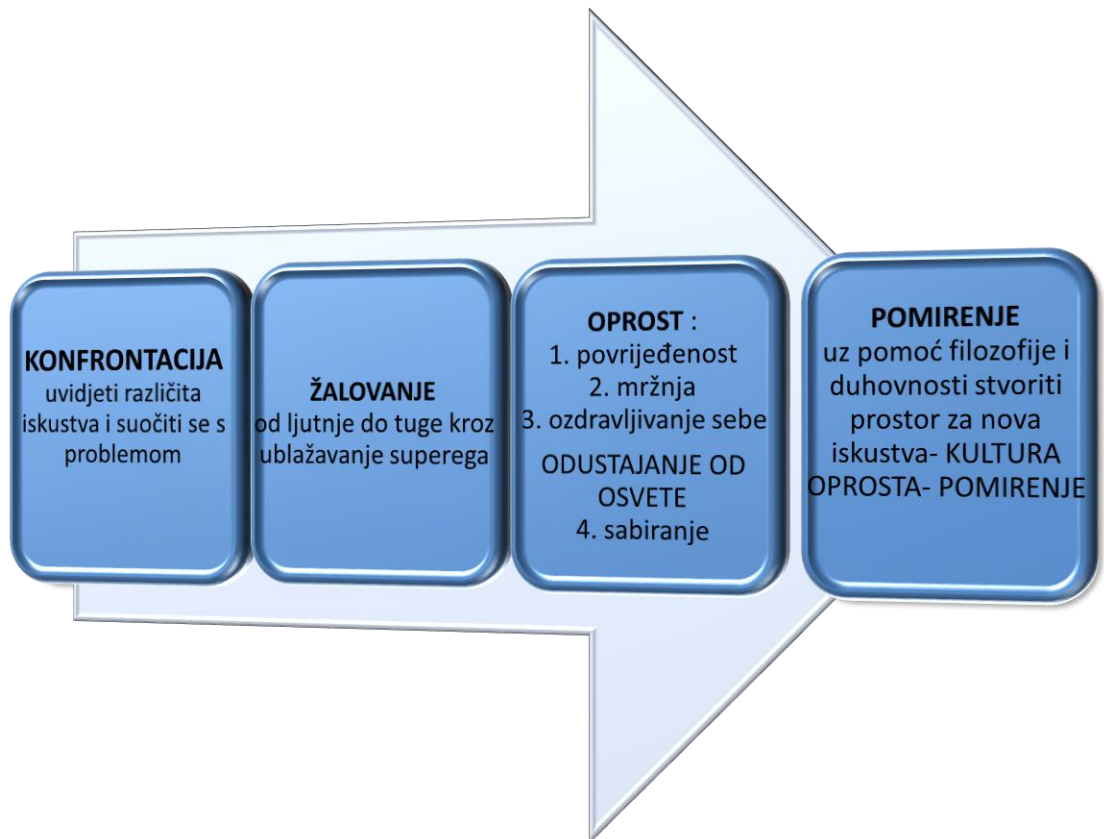 KONFRONTACIJA
uvidjeti različita
iskustva i suočiti se s
problemom
ŽALOVANJE
od ljutnje do tuge kroz
ublažavanje superega
OPROST :
1. povrijeđenost
2. mržnja
3. ozdravljivanje sebe
ODUSTAJANJE OD
OSVETE
4. sabiranje
POMIRENJE
uz pomoć filozofije i
duhovnosti stvoriti
prostor za nova
iskustva- KULTURA
OPROSTA- POMIRENJE